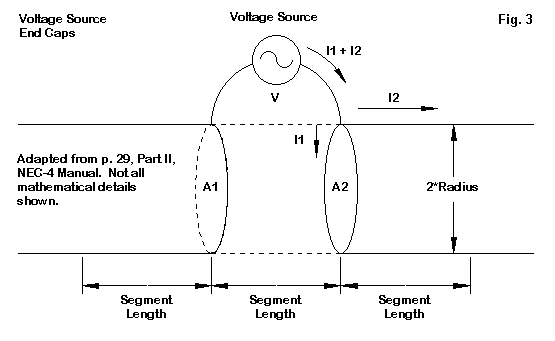 Voltage Source
End Caps
Voltage Source
Fig. 3
I1 + I2
V
I2
I1
Adapted from p. 29, Part II,
NEC-4 Manual. Not all
mathematical details
shown.
A1
A2
2*Radius
Segment
Length
Segment
Length
Segment
Length